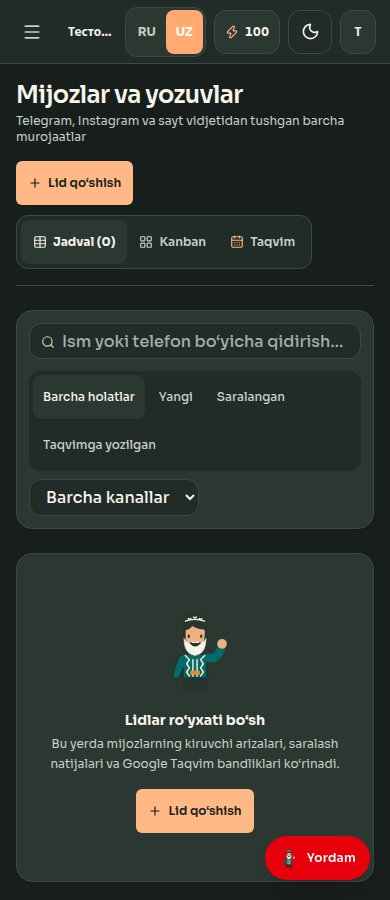 Тесто...
RU
UZ
100
T
Mijozlar va yozuvlar
Telegram, Instagram va sayt vidjetidan tushgan barcha
murojaatlar
+ Lid qo‘shish
Jadval (0)
Kanban
Taqvim
Ism yoki telefon bo‘yicha qidirish...
Barcha holatlar
Yangi
Saralangan
Taqvimga yozilgan
Barcha kanallar
Lidlar ro‘yxati bo‘sh
Bu yerda mijozlarning kiruvchi arizalari, saralash
natijalari va Google Taqvim bandliklari ko‘rinadi.
+ Lid qo‘shish
Yordam